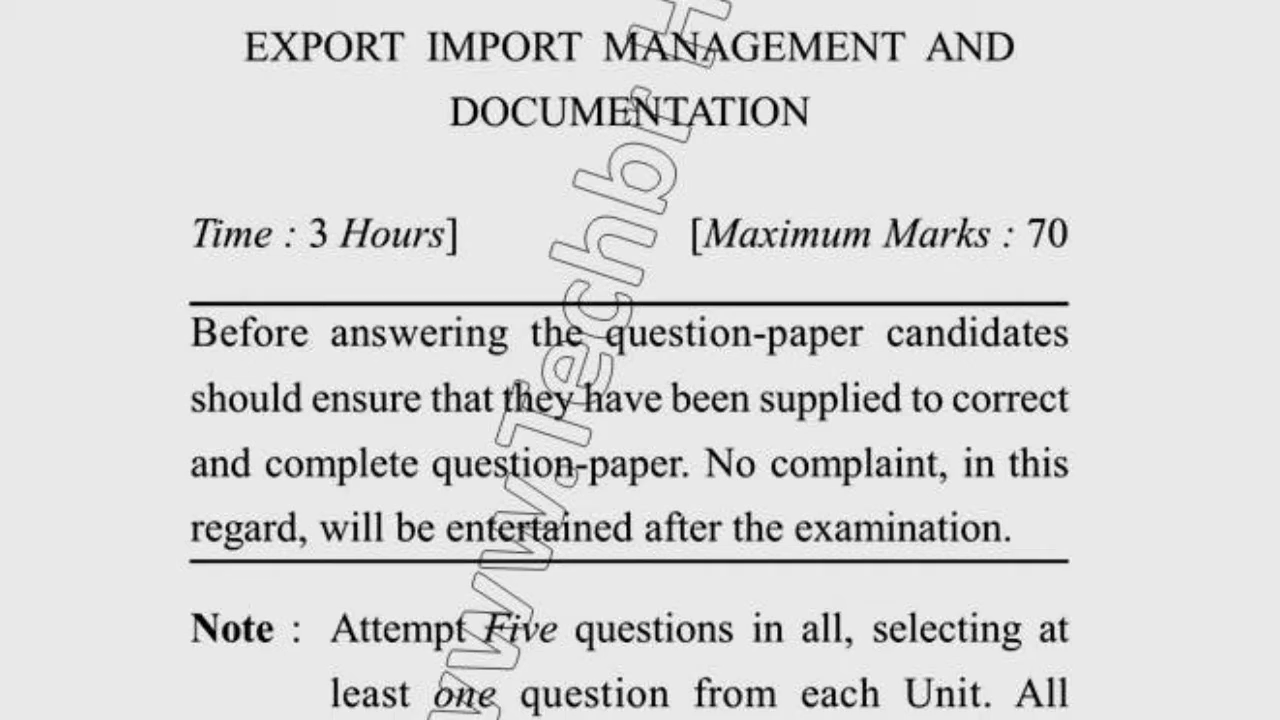 EXPORT IMPORT MANAGEMENT AND
DOCUMENTATION
Time : 3 Hours]
[Maximum Marks : 70
Before answering the question-paper candidates
should ensure that they have been supplied to correct
and complete question-paper. No complaint, in this
regard, will be entertained after the examination.
Note : Attempt Five questions in all, selecting at
least one question from each Unit. All
www.Techbr